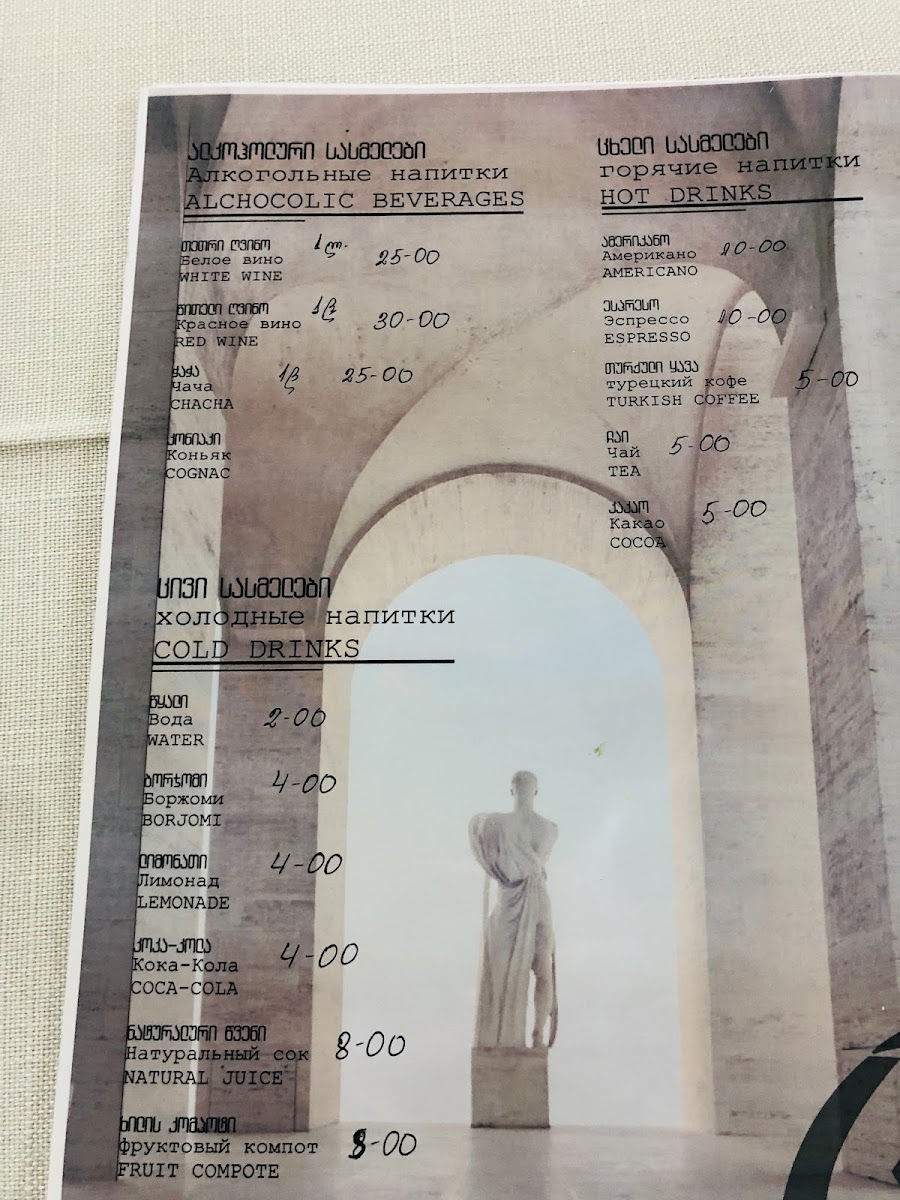 ალკოჰოლური სასმელები
Алкогольные напитки
ALCHOCOLIC BEVERAGES
თეთრი ღვინო 1ლ. 25-00
Белое вино
WHITE WINE
წითელი ღვინო 1ლ 30-00
Красное вино
RED WINE
ჭაჭა
Чача 1ლ 25-00
CHACHA
კონიაკი
Коньяк
COGNAC
ცივი სასმელები
холодные напитки
COLD DRINKS
წყალი
Вода 2-00
WATER
ბორჯომი 4-00
Боржоми
BORJOMI
ლიმონათი 4-00
Лимонад
LEMONADE
კოკა-კოლა 4-00
Кока-Кола
COCA-COLA
ნატურალური წვენი 8-00
Натуральный сок
NATURAL JUICE
ხილის კომპოტი
фруктовый компот 8-00
FRUIT COMPOTE
ცხელი სასმელები
горячие напитки
HOT DRINKS
ამერიკანო 10-00
Американо
AMERICANO
ესპრესო 10-00
Эспрессо
ESPRESSO
თურქული ყავა
турецкий кофе 5-00
TURKISH COFFEE
ჩაი 5-00
Чай
TEA
კაკაო 5-00
Какао
COCOA